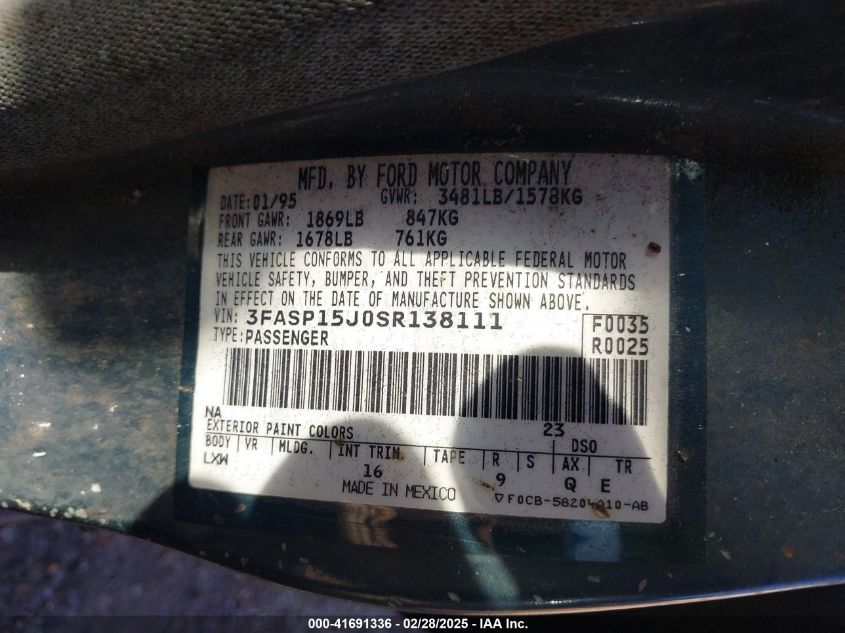 MFD. BY FORD MOTOR COMPANY
DATE: 01/95 GVWR: 3481LB/1578KG
FRONT GAWR: 1869LB 847KG
REAR GAWR: 1678LB 761KG
THIS VEHICLE CONFORMS TO ALL APPLICABLE FEDERAL MOTOR
VEHICLE SAFETY, BUMPER, AND THEFT PREVENTION STANDARDS
IN EFFECT ON THE DATE OF MANUFACTURE SHOWN ABOVE.
VIN: 3FASP15J0SR138111 F0035
TYPE: PASSENGER R0025
NA 23
EXTERIOR PAINT COLORS DSO
BODY VR MLDG. INT TRIM TAPE R S AX TR
LXW 16 9 Q E
MADE IN MEXICO ▽F0CB-58204A10-AB
000-41691336 - 02/28/2025 - IAA Inc.